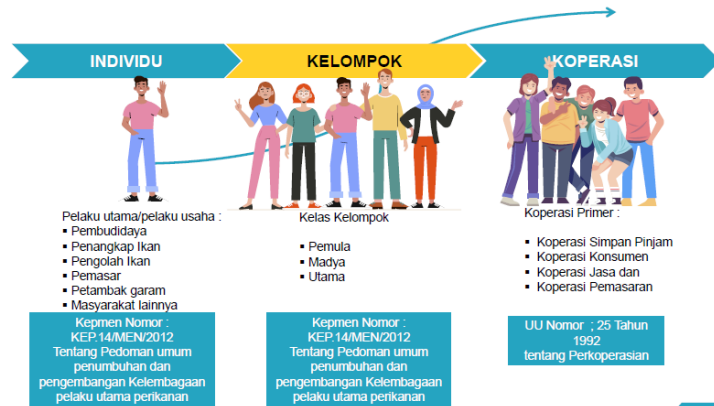 INDIVIDU
KELOMPOK
KOPERASI
Pelaku utama/pelaku usaha :
▪ Pembudidaya
▪ Penangkap Ikan
▪ Pengolah Ikan
▪ Pemasar
▪ Petambak garam
▪ Masyarakat lainnya
Kepmen Nomor :
KEP.14/MEN/2012
Tentang Pedoman umum
penumbuhan dan
pengembangan Kelembagaan
pelaku utama perikanan
Kelas Kelompok
▪ Pemula
▪ Madya
▪ Utama
Kepmen Nomor :
KEP.14/MEN/2012
Tentang Pedoman umum
penumbuhan dan
pengembangan Kelembagaan
pelaku utama perikanan
Koperasi Primer :
▪ Koperasi Simpan Pinjam
▪ Koperasi Konsumen
▪ Koperasi Jasa dan
▪ Koperasi Pemasaran
UU Nomor ; 25 Tahun
1992
tentang Perkoperasian